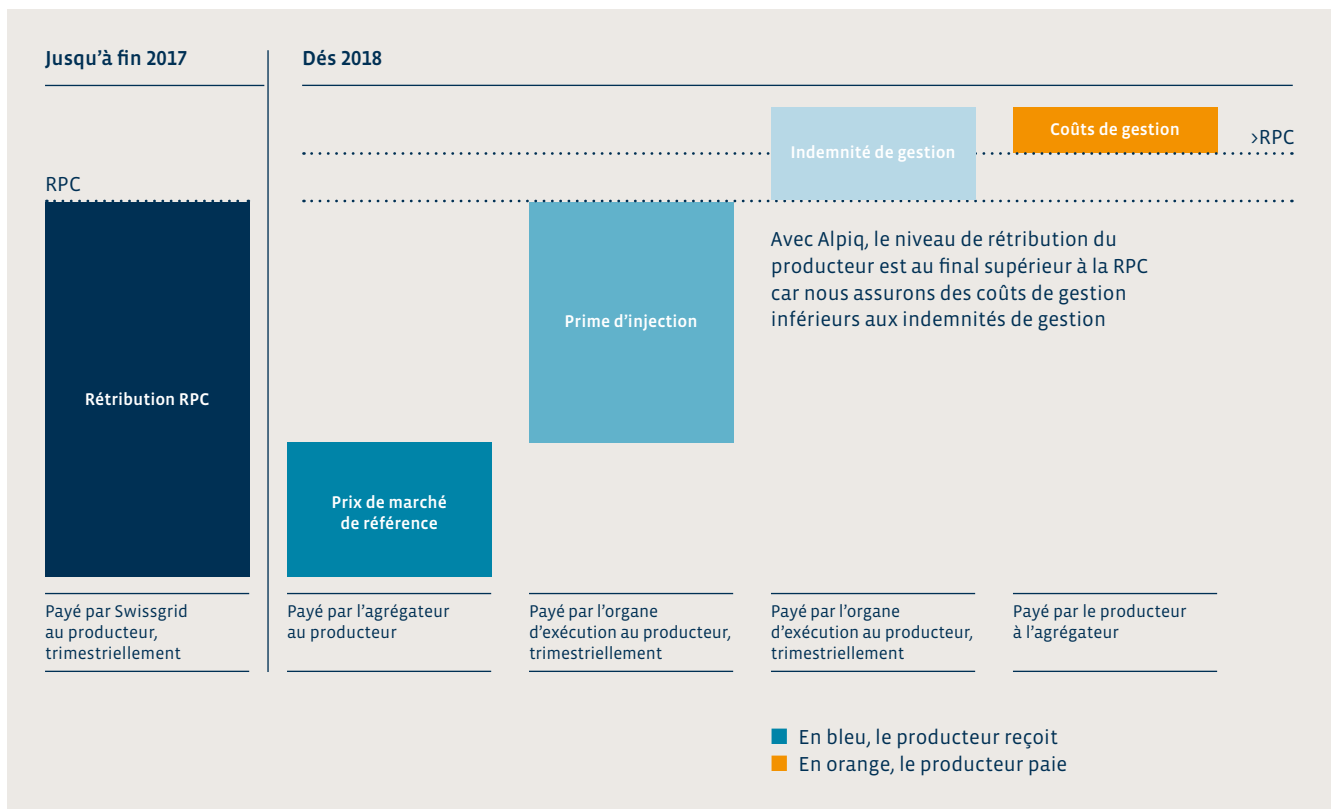 Jusqu'à fin 2017
Dés 2018
Indemnité de gestion
Coûts de gestion
>RPC
RPC
Rétribution RPC
Prix de marché
de référence
Prime d'injection
Avec Alpiq, le niveau de rétribution du
producteur est au final supérieur à la RPC
car nous assurons des coûts de gestion
inférieurs aux indemnités de gestion
Payé par Swissgrid
au producteur,
trimestriellement
Payé par l'agrégateur
au producteur
Payé par l'organe
d'exécution au producteur,
trimestriellement
Payé par l'organe
d'exécution au producteur,
trimestriellement
Payé par le producteur
à l'agrégateur
En bleu, le producteur reçoit
En orange, le producteur paie